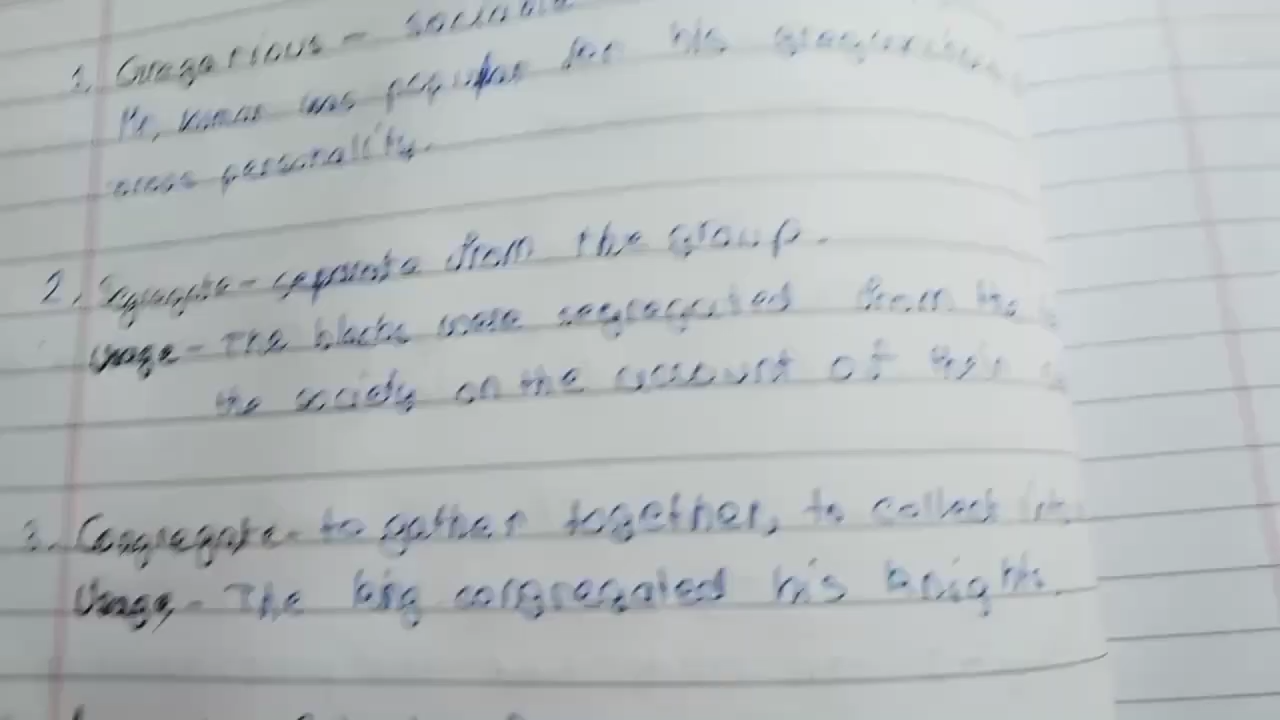 1. Gregarious - sociable
Mr, Kumar was popular for his
personality.
2. Segregate - separate from the group.
Usage - The blacks were segregated from the
the society on the account of their
3. Congregate - to gather together, to collect
Usage - The king congregated his knights.